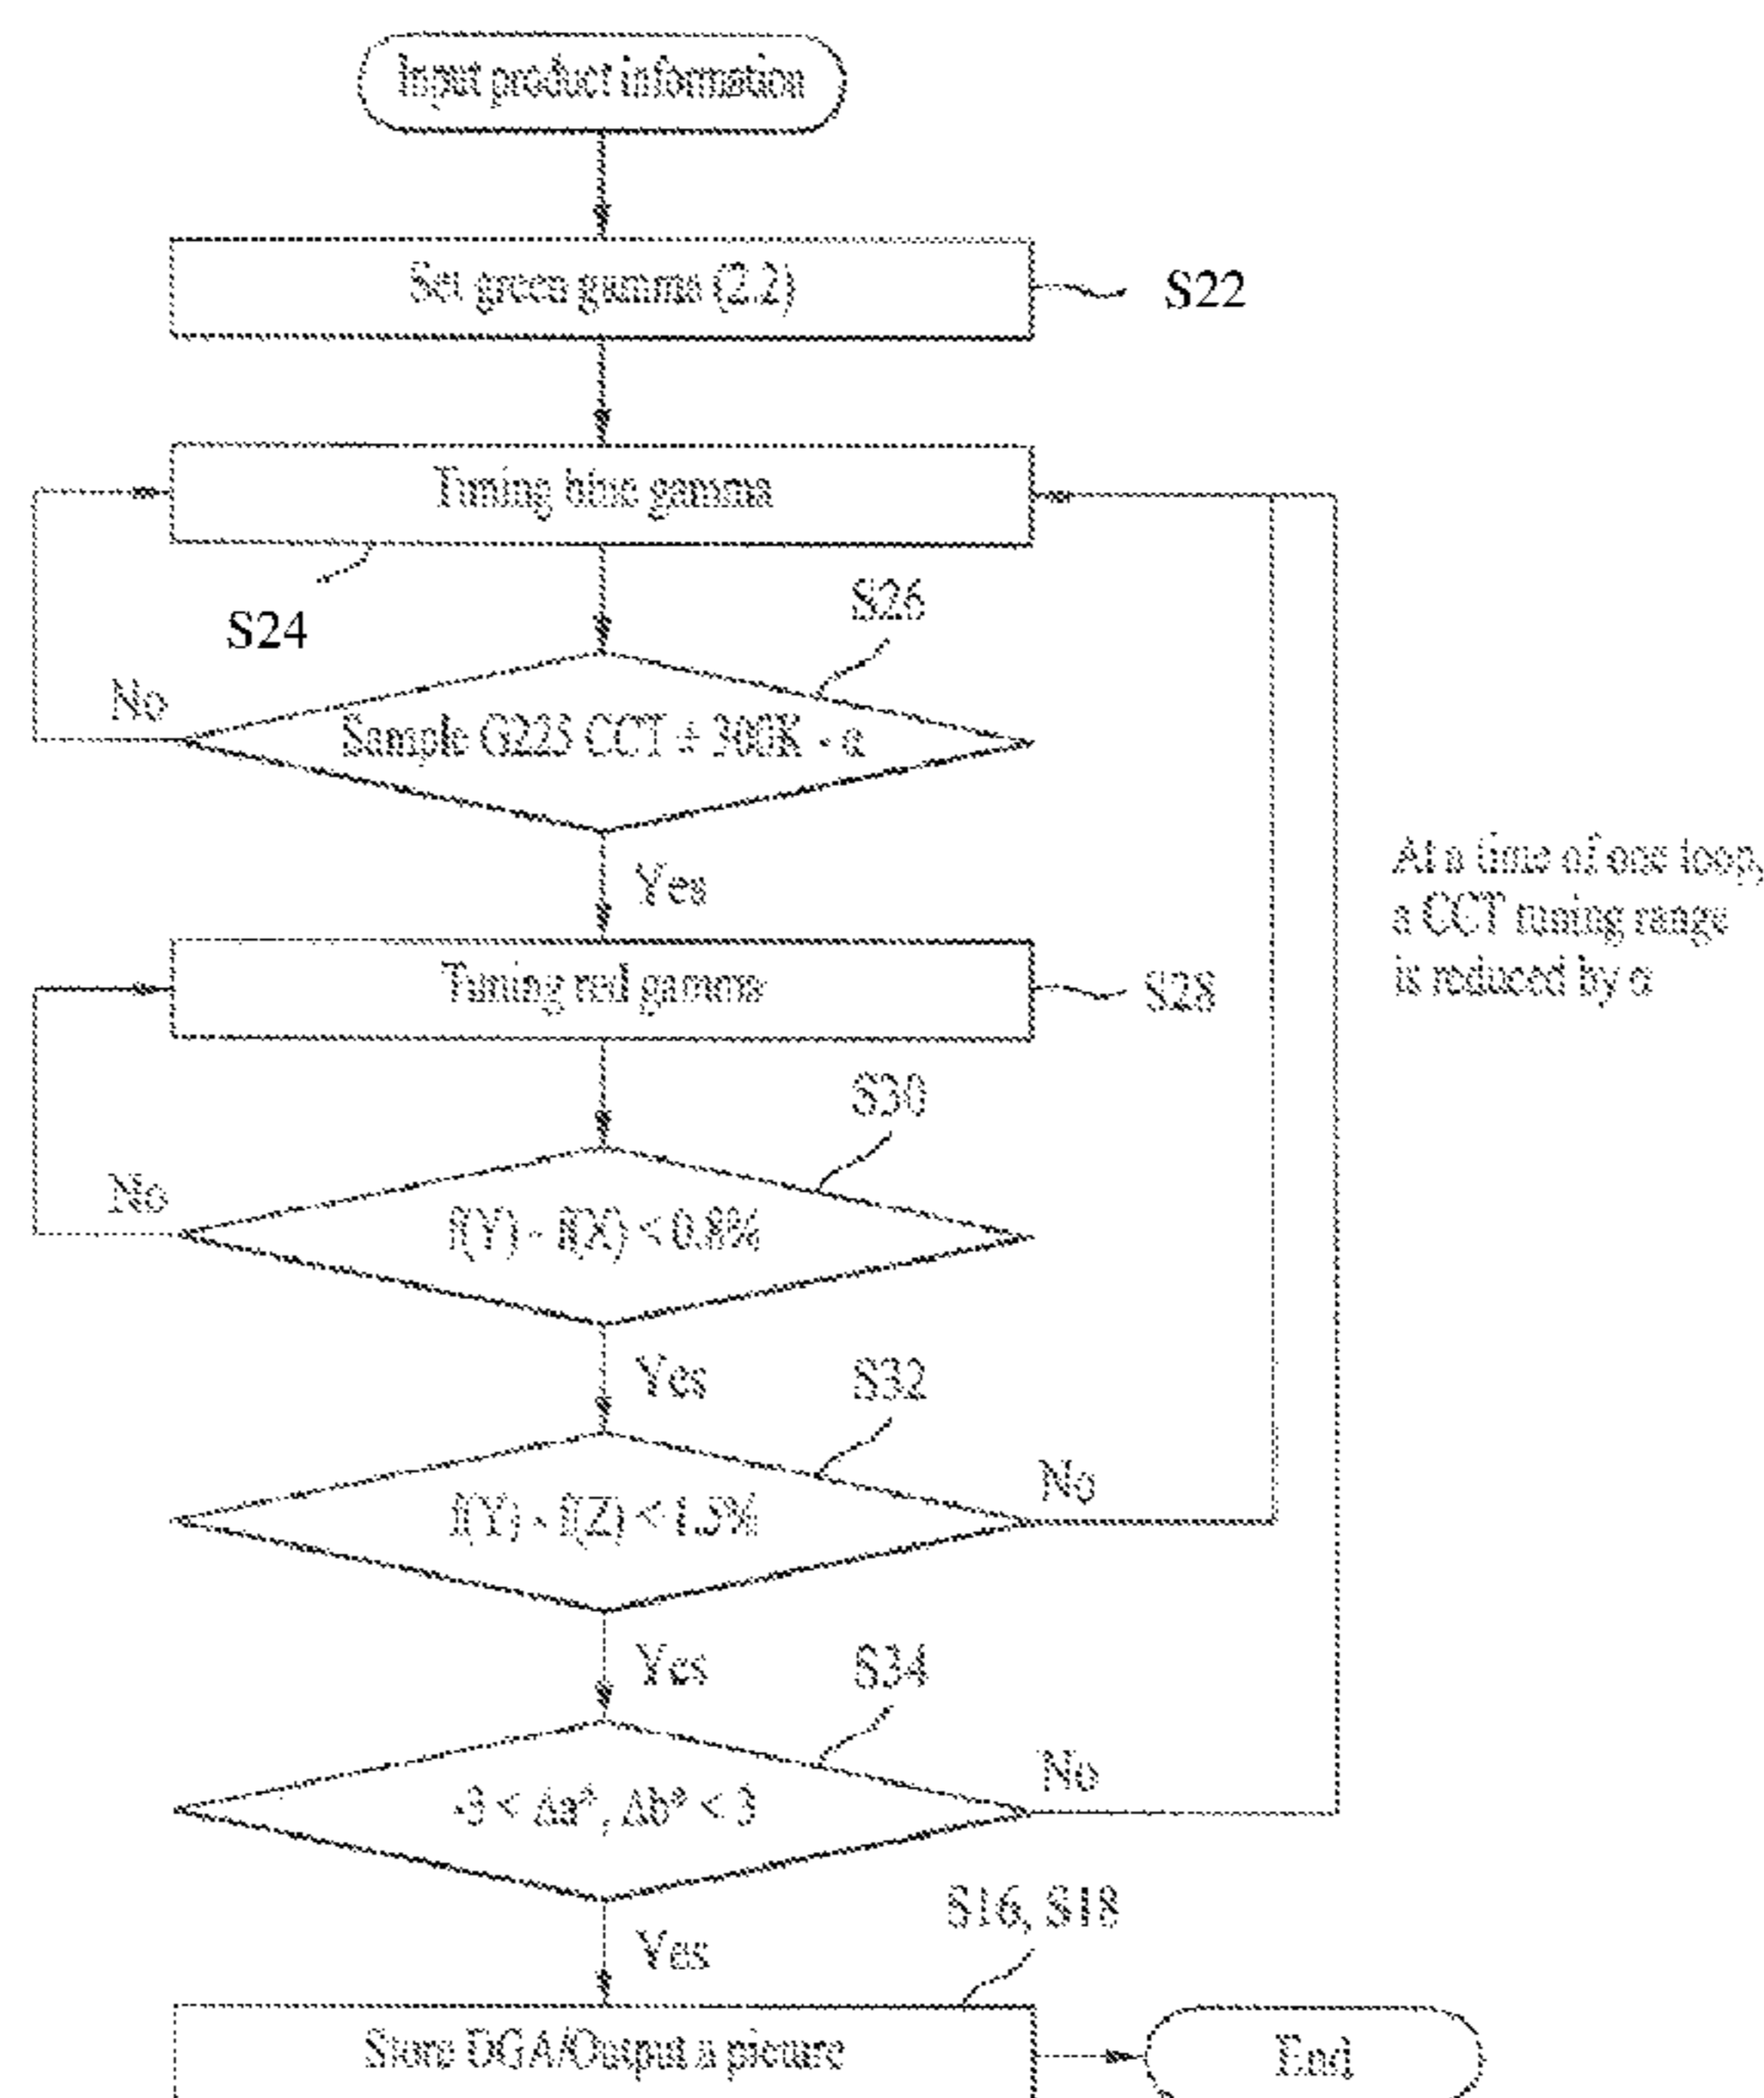 Input product information
Set green gamma (2.2)
S22
Tuning blue gamma
S24
S26
No
Sample G225 CCT + 300K - α
Yes
At a time of one loop,
a CCT tuning range
is reduced by α
Tuning red gamma
S28
S30
No
f(Y) - f(X) < 0.8%
Yes
S32
No
f(Y) - f(Z) < 1.5%
Yes
S34
No
-3 < Δa*, Δb* < 3
S16, S18
Yes
Store DGA/Output a picture
End